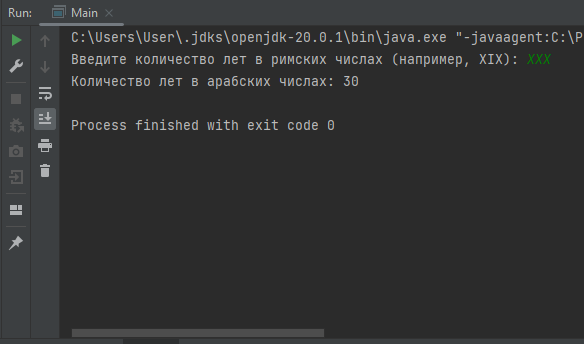 Run: Main
C:\Users\User\.jdks\openjdk-20.0.1\bin\java.exe "-javaagent:C:\P
Введите количество лет в римских числах (например, XIX): XXX
Количество лет в арабских числах: 30
Process finished with exit code 0